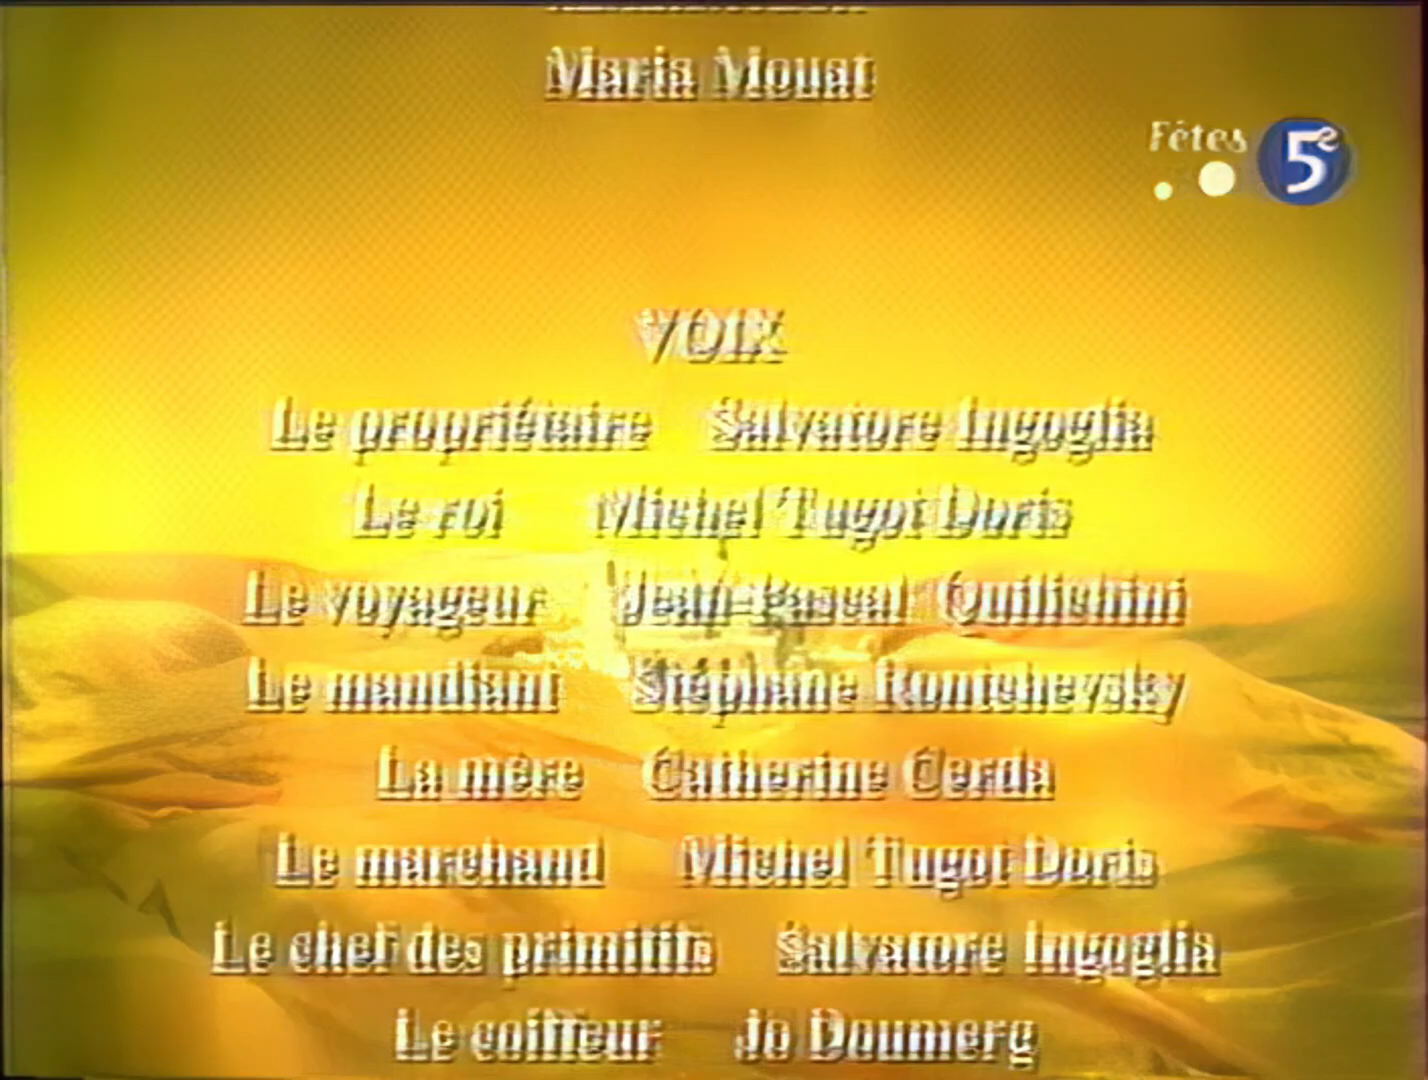 Maria Mouat
Fêtes 5e
VOIX
Le propriétaire Salvatore Ingoglia
Le roi Michel Tugot Doris
Le voyageur Jean-Pascal Quilichini
Le mandiant Stéphane Rontchevsky
La mère Catherine Cerda
Le marchand Michel Tugot Doris
Le chef des primitifs Salvatore Ingoglia
Le coiffeur Jo Doumerg